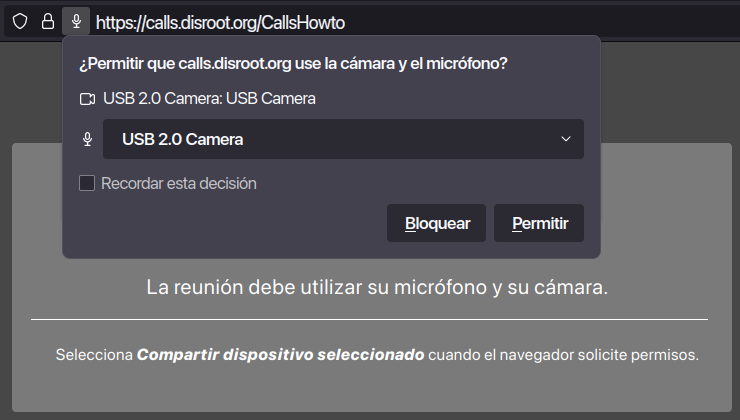 https://calls.disroot.org/CallsHowto
¿Permitir que calls.disroot.org use la cámara y el micrófono?
USB 2.0 Camera: USB Camera
USB 2.0 Camera
Recordar esta decisión
Bloquear Permitir
La reunión debe utilizar su micrófono y su cámara.
Selecciona Compartir dispositivo seleccionado cuando el navegador solicite permisos.